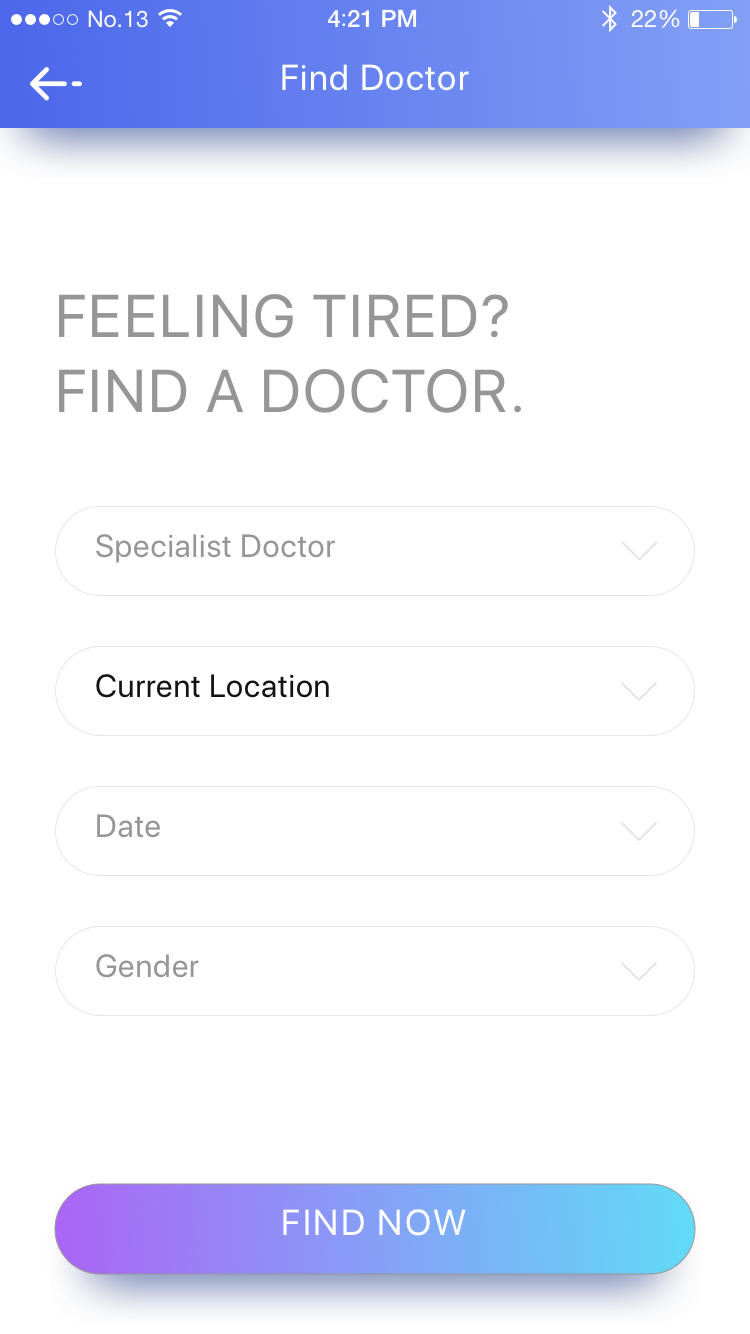 No.13 4:21 PM 22%
Find Doctor
FEELING TIRED?
FIND A DOCTOR.
Specialist Doctor
Current Location
Date
Gender
FIND NOW